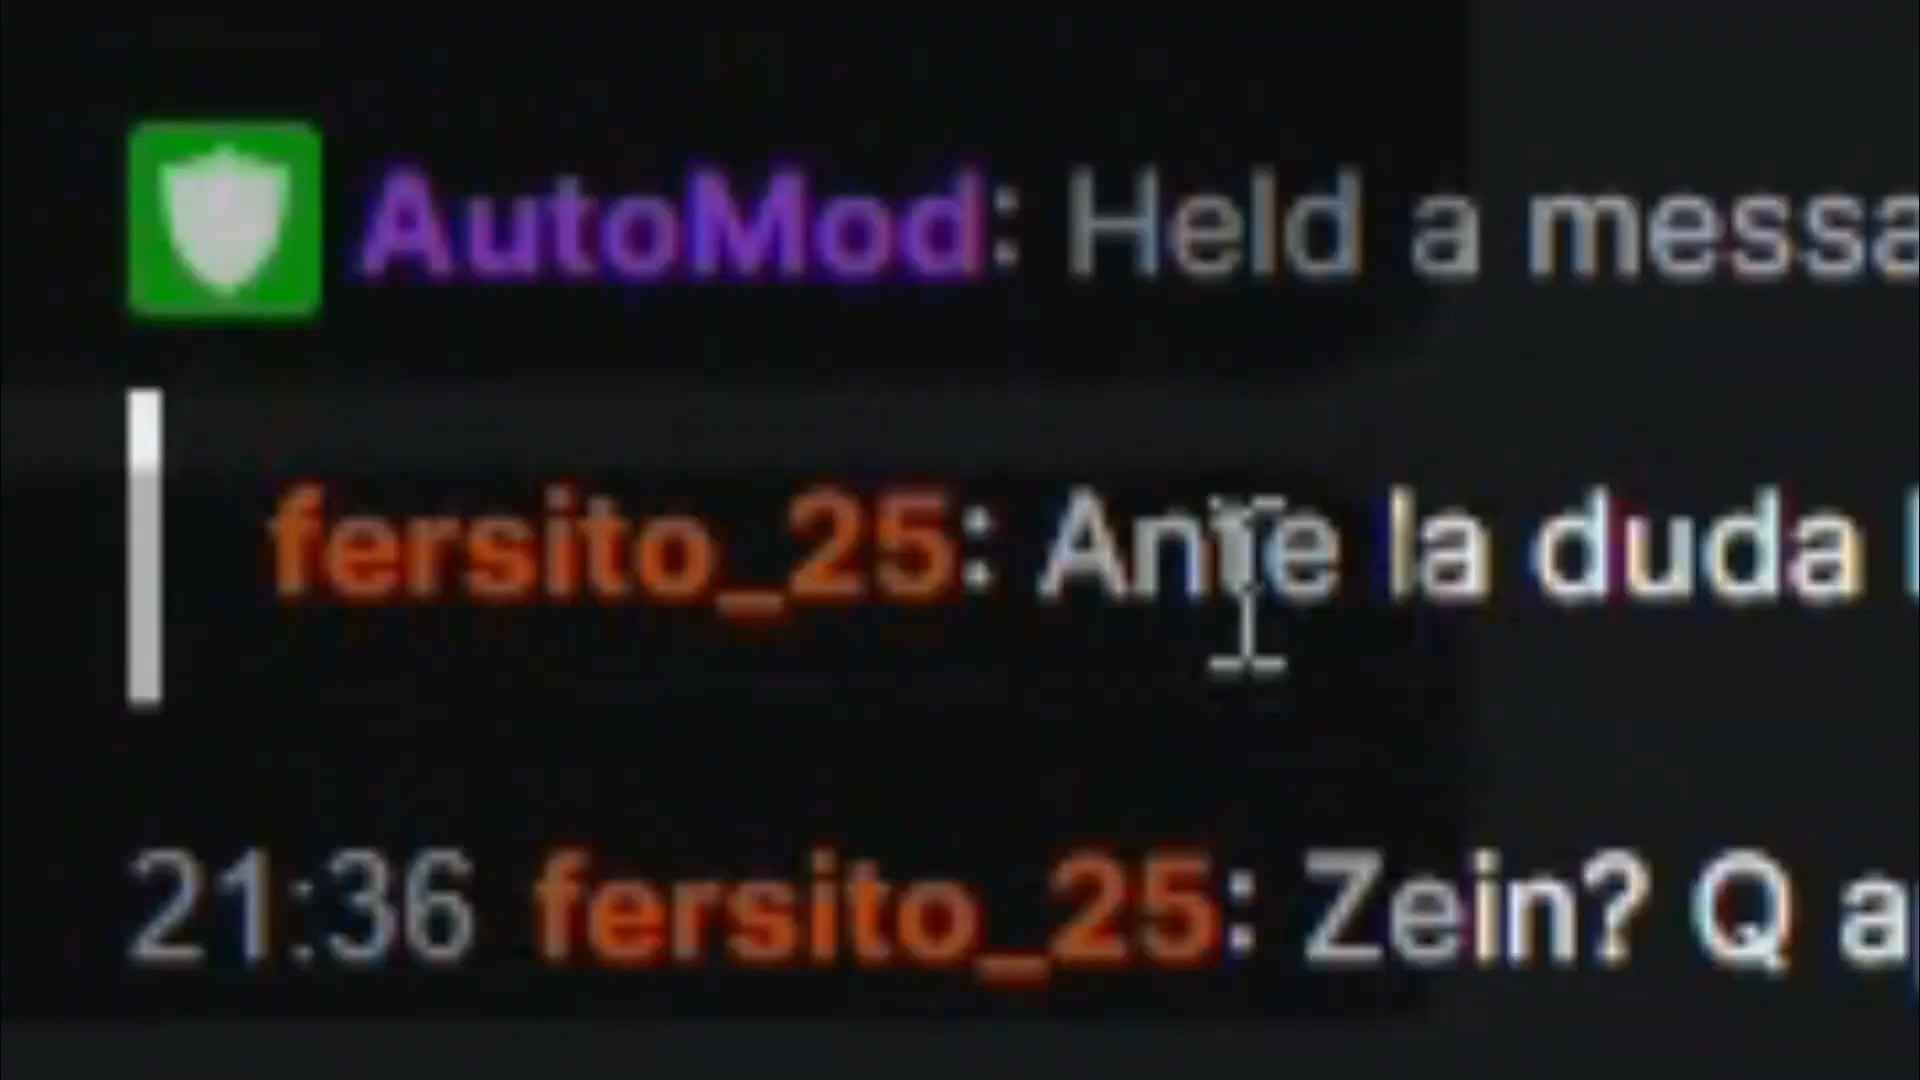 AutoMod: Held a messa
fersito_25: Ante la duda
21:36 fersito_25: Zein? Q a